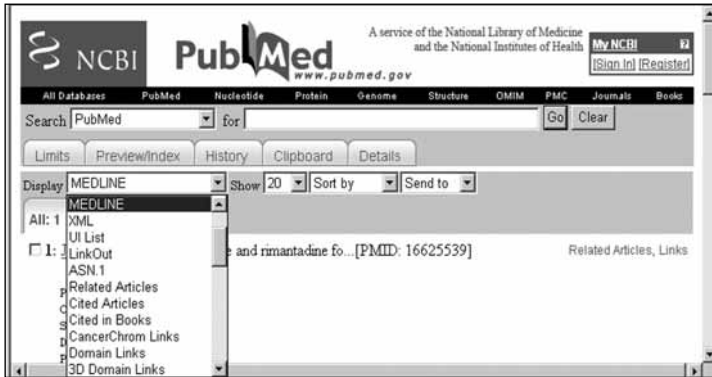 A service of the National Library of Medicine
and the National Institutes of Health
My NCBI ?
[Sign In] [Register]
NCBI
PubMed
www.pubmed.gov
All Databases PubMed Nucleotide Protein Genome Structure OMIM PMC Journals Books
Search PubMed for Go Clear
Limits Preview/Index History Clipboard Details
Display MEDLINE Show 20 Sort by Send to
MEDLINE
All: 1 XML
UI List
1: LinkOut e and rimantadine fo...[PMID: 16625539] Related Articles, Links
ASN.1
Related Articles
Cited Articles
Cited in Books
CancerChrom Links
Domain Links
3D Domain Links